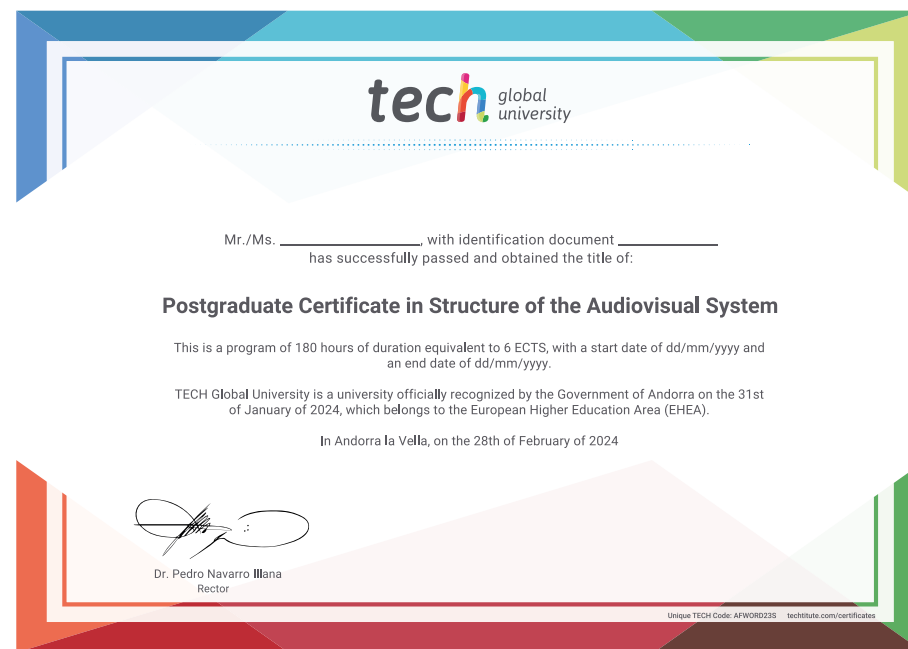 tech global
university
Mr./Ms. ____________________, with identification document ______________
has successfully passed and obtained the title of:
Postgraduate Certificate in Structure of the Audiovisual System
This is a program of 180 hours of duration equivalent to 6 ECTS, with a start date of dd/mm/yyyy and
an end date of dd/mm/yyyy.
TECH Global University is a university officially recognized by the Government of Andorra on the 31st
of January of 2024, which belongs to the European Higher Education Area (EHEA).
In Andorra la Vella, on the 28th of February of 2024
Dr. Pedro Navarro Illana
Rector
Unique TECH Code: AFWORD23S techtitute.com/certificates